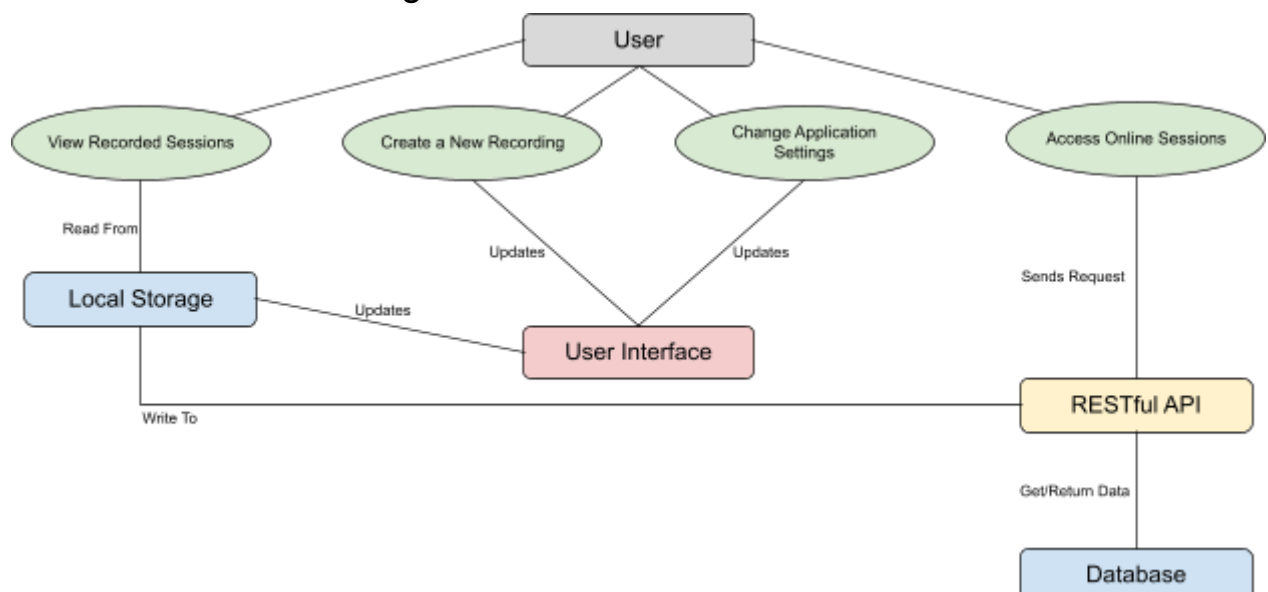 User
View Recorded Sessions
Create a New Recording
Change Application
Settings
Access Online Sessions
Read From
Updates
Updates
Sends Request
Local Storage
Updates
User Interface
RESTful API
Write To
Get/Return Data
Database